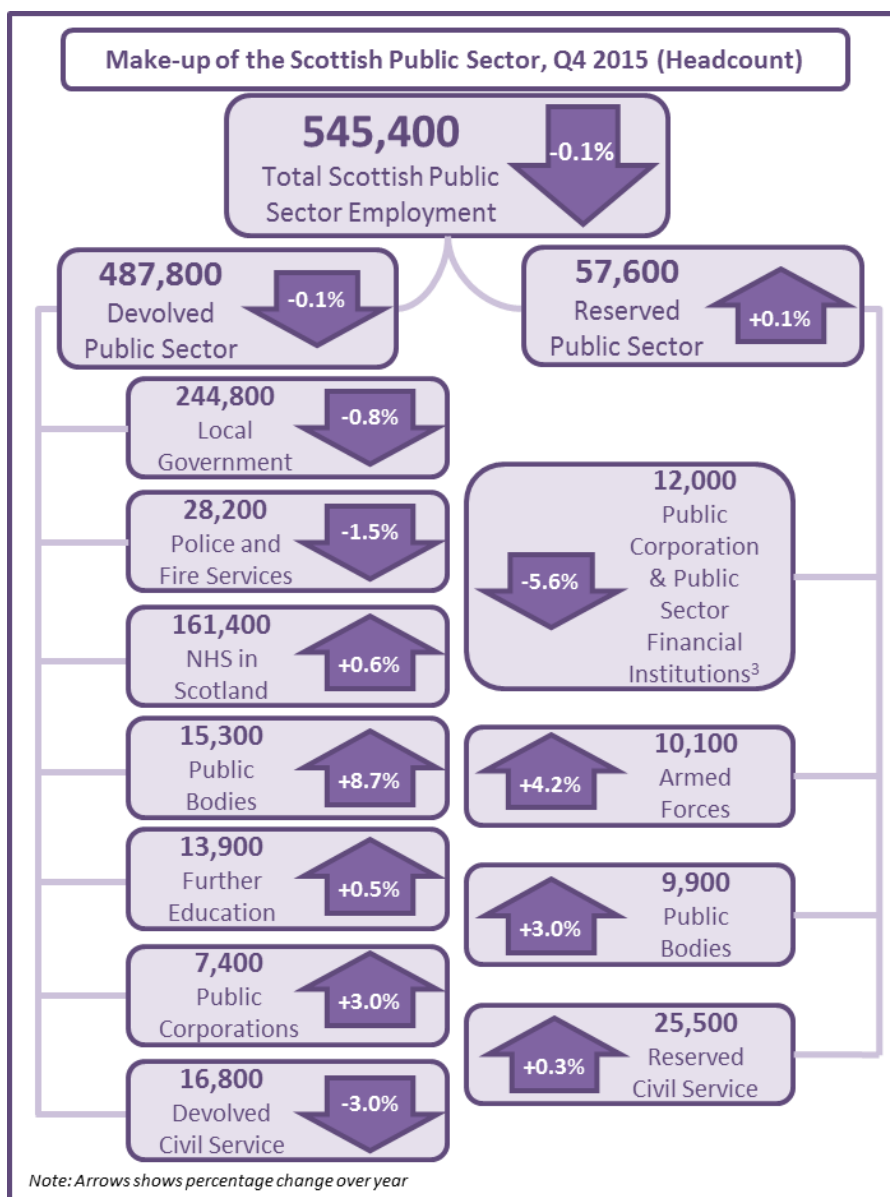 Make-up of the Scottish Public Sector, Q4 2015 (Headcount)
545,400
Total Scottish Public
Sector Employment
-0.1%
487,800
Devolved
Public Sector
-0.1%
57,600
Reserved
Public Sector
+0.1%
244,800
Local
Government
-0.8%
28,200
Police and
Fire Services
-1.5%
161,400
NHS in
Scotland
+0.6%
15,300
Public
Bodies
+8.7%
13,900
Further
Education
+0.5%
7,400
Public
Corporations
+3.0%
16,800
Devolved
Civil Service
-3.0%
12,000
Public
Corporation
& Public
Sector
Financial
Institutions³
-5.6%
10,100
Armed
Forces
+4.2%
9,900
Public
Bodies
+3.0%
25,500
Reserved
Civil Service
+0.3%
Note: Arrows shows percentage change over year